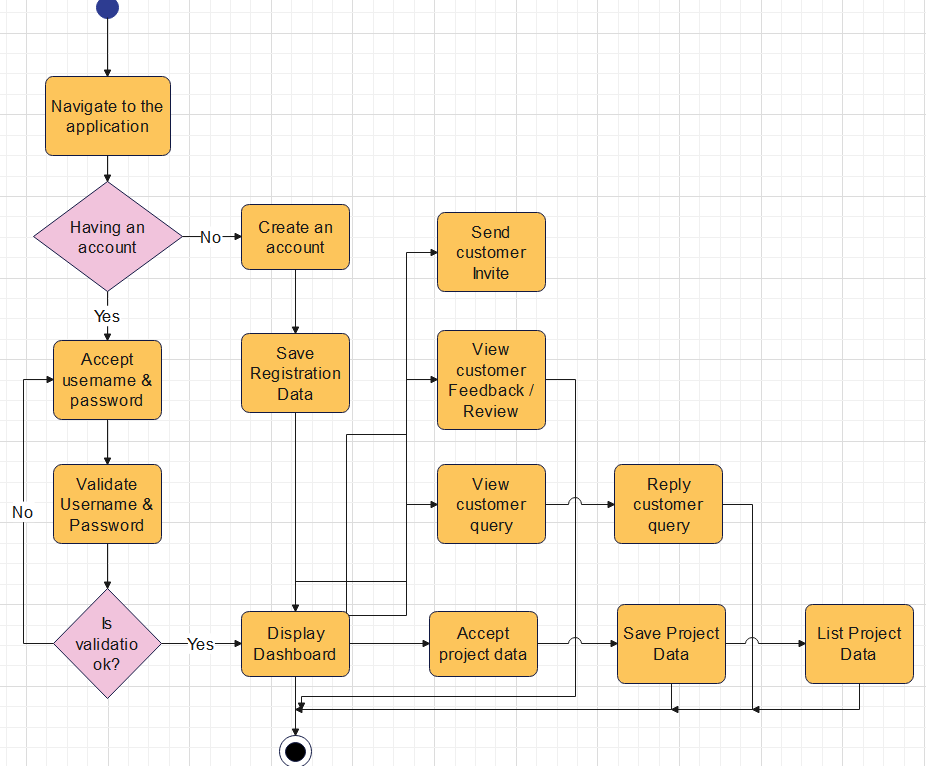 Navigate to the
application
Having an
account
No
Create an
account
Send
customer
Invite
Yes
Accept
username &
password
Save
Registration
Data
View
customer
Feedback /
Review
Validate
Username &
Password
No
View
customer
query
Reply
customer
query
Is
validatio
ok?
Yes
Display
Dashboard
Accept
project data
Save Project
Data
List Project
Data